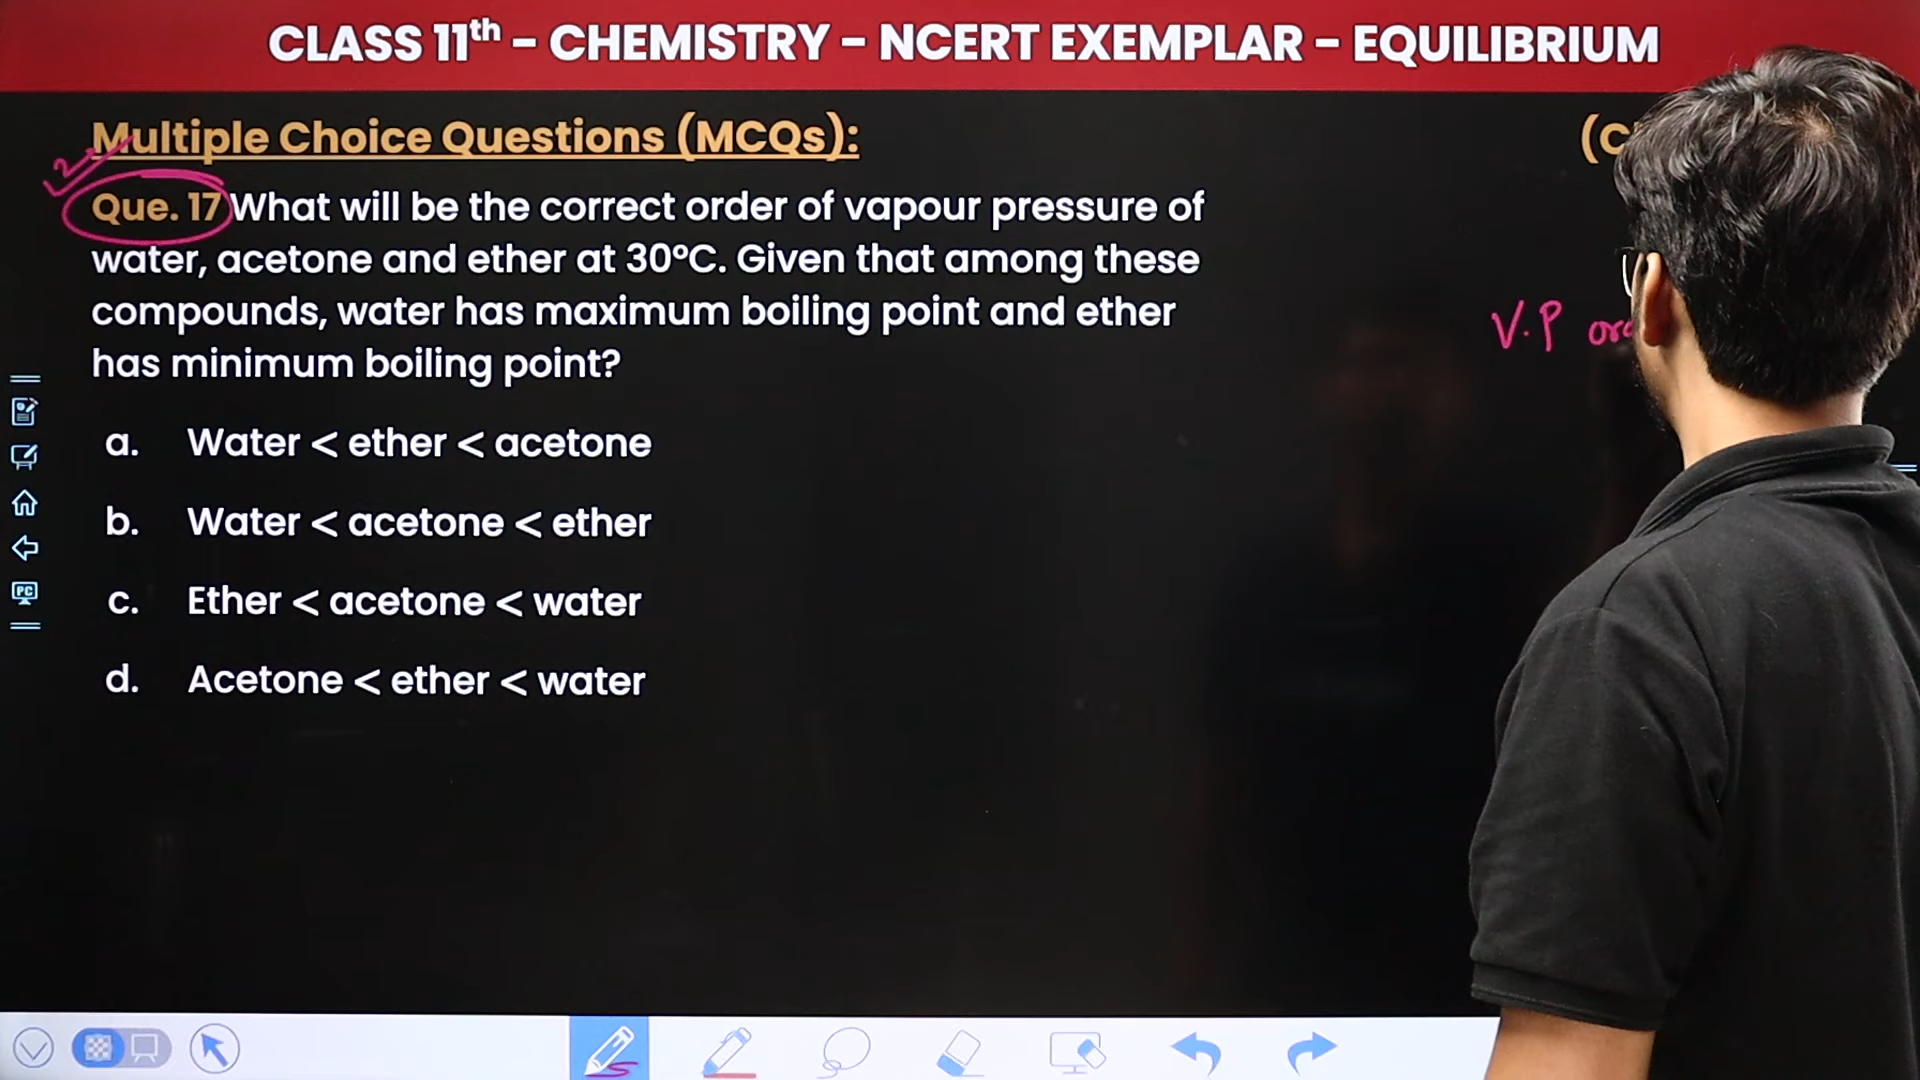 CLASS 11th - CHEMISTRY - NCERT EXEMPLAR - EQUILIBRIUM
Multiple Choice Questions (MCQs):
Que. 17 What will be the correct order of vapour pressure of
water, acetone and ether at 30°C. Given that among these
compounds, water has maximum boiling point and ether
has minimum boiling point?
V.P
a. Water < ether < acetone
b. Water < acetone < ether
c. Ether < acetone < water
d. Acetone < ether < water
PC